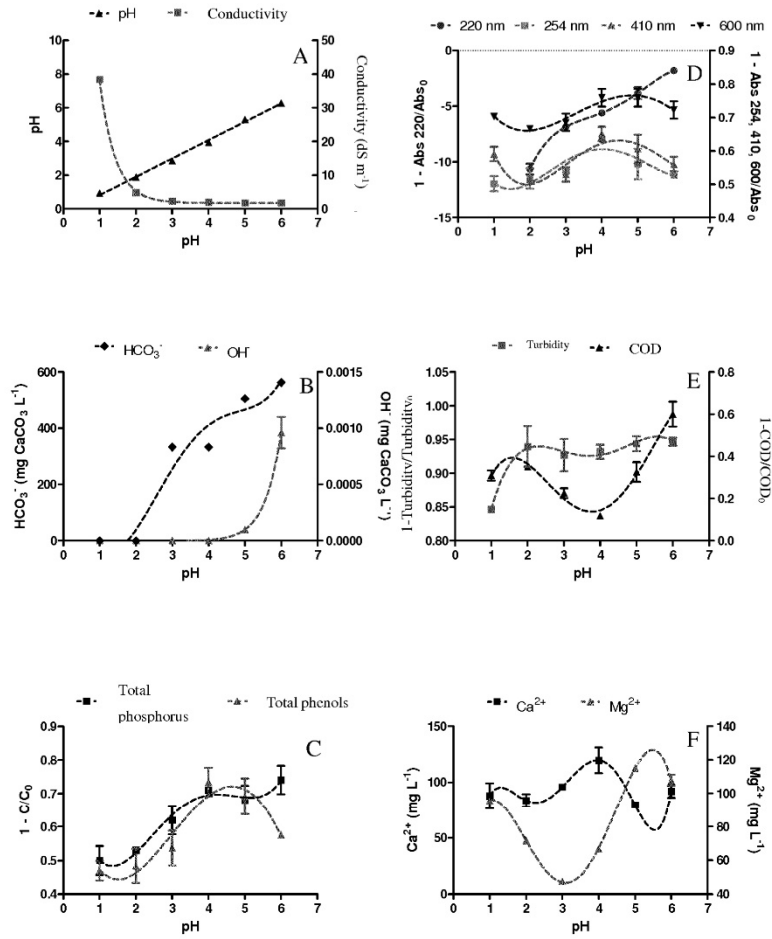 pH Conductivity
A
10
8
6
4
2
0
pH
50
40
30
20
10
0
Conductivity (dS m⁻¹)
0 1 2 3 4 5 6 7
pH
220 nm 254 nm 410 nm 600 nm
D
0
-5
-10
-15
1 - Abs 220/Abs₀
0.9
0.8
0.7
0.6
0.5
0.4
1 - Abs 254, 410, 600/Abs₀
0 1 2 3 4 5 6 7
pH
HCO₃⁻ OH⁻
B
600
400
200
0
HCO₃⁻ (mg CaCO₃ L⁻¹)
0.0015
0.0010
0.0005
0.0000
OH⁻ (mg CaCO₃ L⁻¹)
0 1 2 3 4 5 6 7
pH
Turbidity COD
E
1.05
1.00
0.95
0.90
0.85
0.80
1-Turbidity/Turbidity₀
0.8
0.6
0.4
0.2
0.0
1-COD/COD₀
0 1 2 3 4 5 6 7
pH
Total
phosphorus
Total phenols
C
0.9
0.8
0.7
0.6
0.5
0.4
1 - C/C₀
0 1 2 3 4 5 6 7
pH
Ca²⁺ Mg²⁺
F
150
100
50
0
Ca²⁺ (mg L⁻¹)
140
120
100
80
60
40
Mg²⁺ (mg L⁻¹)
0 1 2 3 4 5 6 7
pH